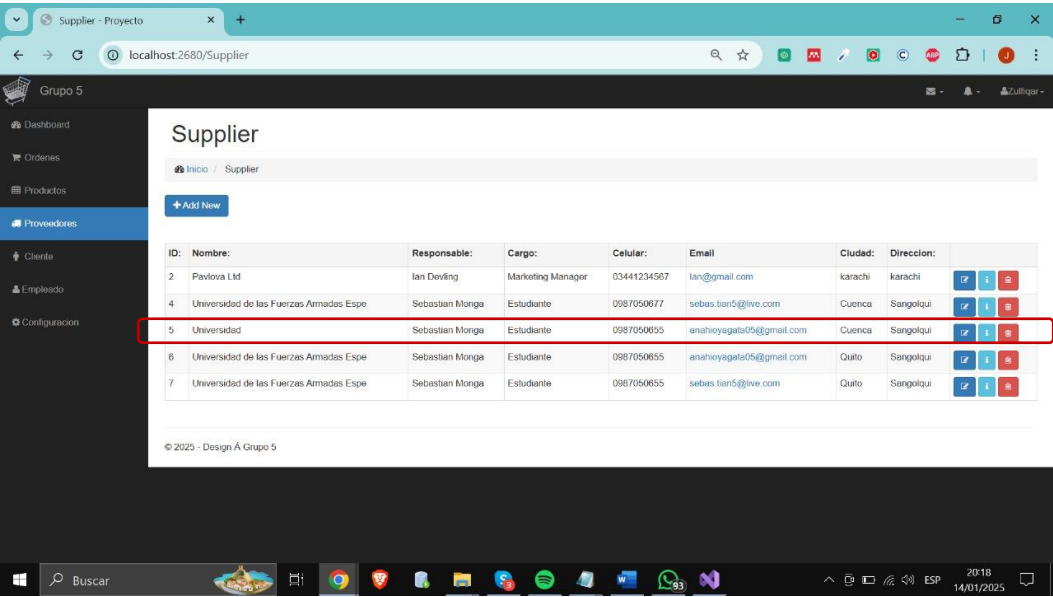 Supplier - Proyecto
localhost:2680/Supplier
Grupo 5
Zulfiqar
Dashboard
Ordenes
Productos
Proveedores
Cliente
Empleado
Configuracion
Supplier
Inicio / Supplier
+ Add New
ID: Nombre: Responsable: Cargo: Celular: Email Ciudad: Direccion:
2 Pavlova Ltd Ian Devling Marketing Manager 03441234567 Ian@gmail.com karachi karachi
4 Universidad de las Fuerzas Armadas Espe Sebastian Monga Estudiante 0987050677 sebas.tian5@live.com Cuenca Sangolqui
5 Universidad Sebastian Monga Estudiante 0987050655 anahioyagata05@gmail.com Cuenca Sangolqui
6 Universidad de las Fuerzas Armadas Espe Sebastian Monga Estudiante 0987050655 anahioyagata05@gmail.com Quito Sangolqui
7 Universidad de las Fuerzas Armadas Espe Sebastian Monga Estudiante 0987050655 sebas.tian5@live.com Quito Sangolqui
© 2025 - Design Á Grupo 5
Buscar
93
ESP
20:18
14/01/2025